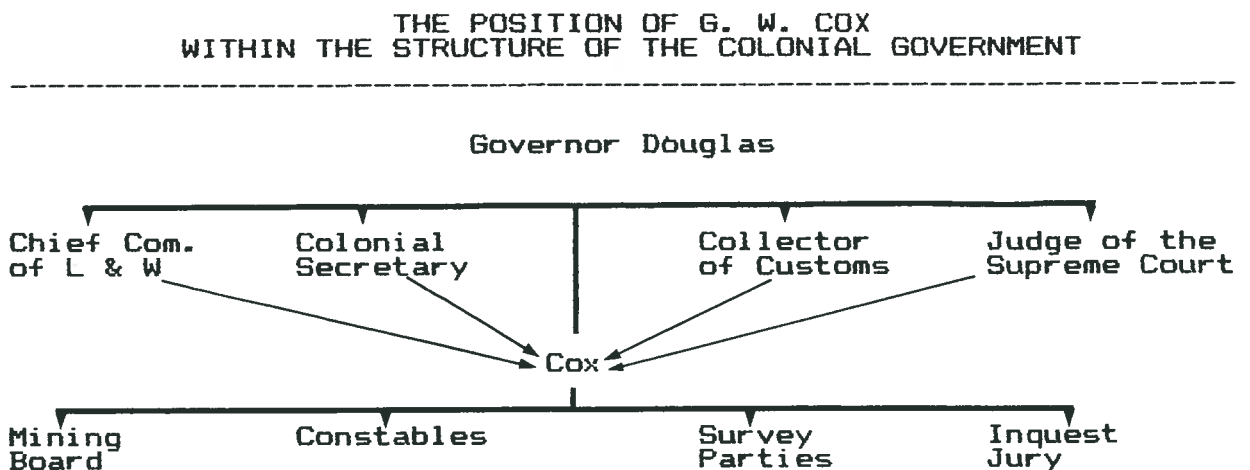 THE POSITION OF G. W. COX
WITHIN THE STRUCTURE OF THE COLONIAL GOVERNMENT
Governor Douglas
Chief Com.
of L & W
Colonial
Secretary
Collector
of Customs
Judge of the
Supreme Court
Cox
Mining
Board
Constables
Survey
Parties
Inquest
Jury